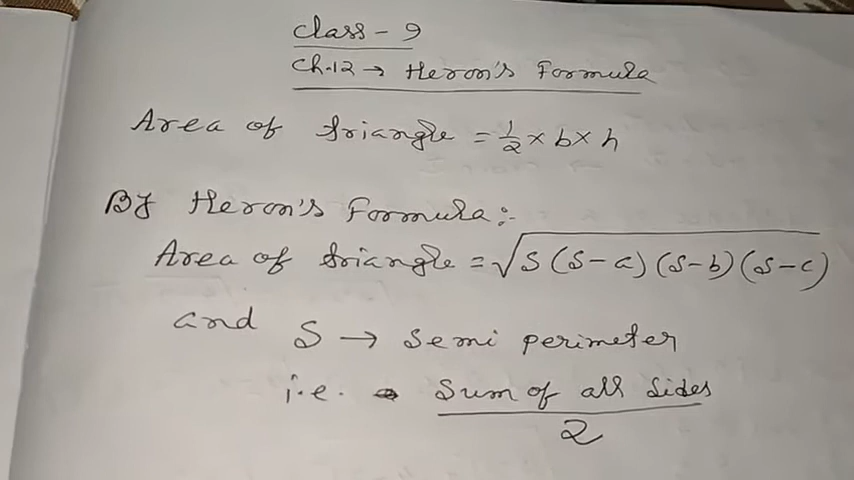 Class - 9
Ch.12 → Heron's Formula
Area of triangle = 1/2 × b × h
By Heron's Formula :-
Area of triangle = √S(S-a)(S-b)(S-c)
and S → Semi perimeter
i.e. Sum of all sides
2